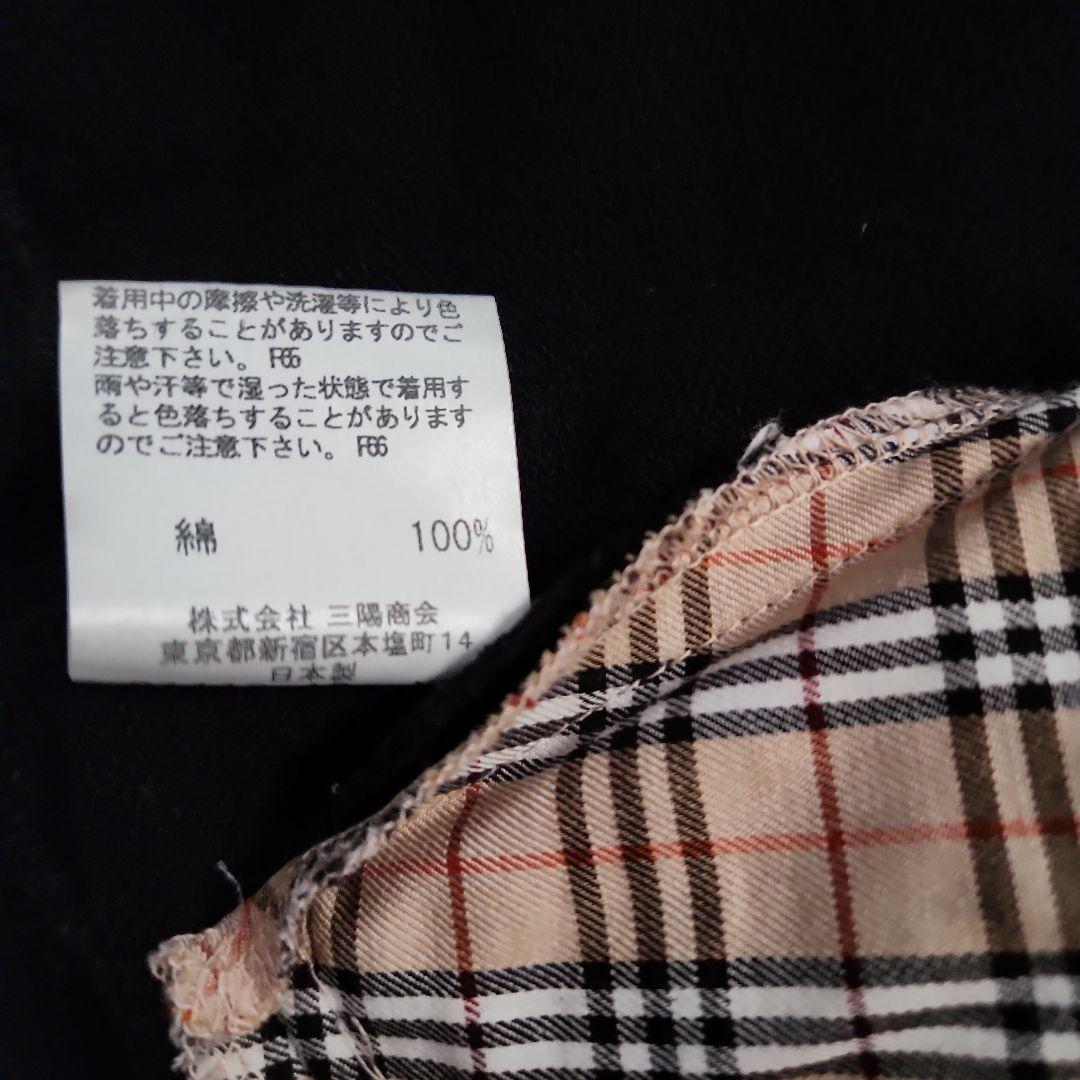 着用中の摩擦や洗濯等により色
落ちすることがありますのでご
注意下さい。F65
雨や汗等で湿った状態で着用す
ると色落ちすることがあります
のでご注意下さい。F66
綿 100%
株式会社 三陽商会
東京都新宿区本塩町14
日本製